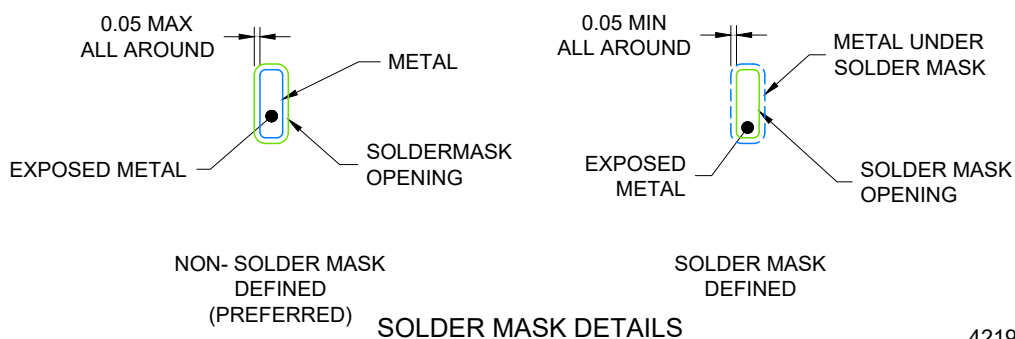 0.05 MAX
ALL AROUND
METAL
EXPOSED METAL
SOLDERMASK
OPENING
NON- SOLDER MASK
DEFINED
(PREFERRED)
0.05 MIN
ALL AROUND
METAL UNDER
SOLDER MASK
EXPOSED
METAL
SOLDER MASK
OPENING
SOLDER MASK
DEFINED
SOLDER MASK DETAILS
4219